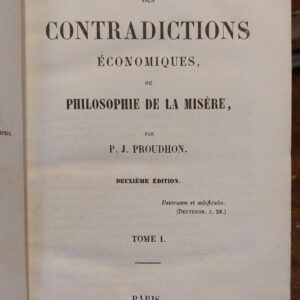 DES
CONTRADICTIONS
ÉCONOMIQUES,
OU
PHILOSOPHIE DE LA MISÈRE,
PAR
P. J. PROUDHON.
DEUXIÈME ÉDITION.
Destruam et ædificabo.
(DEUTERON. c. 32.)
TOME I.
PARIS